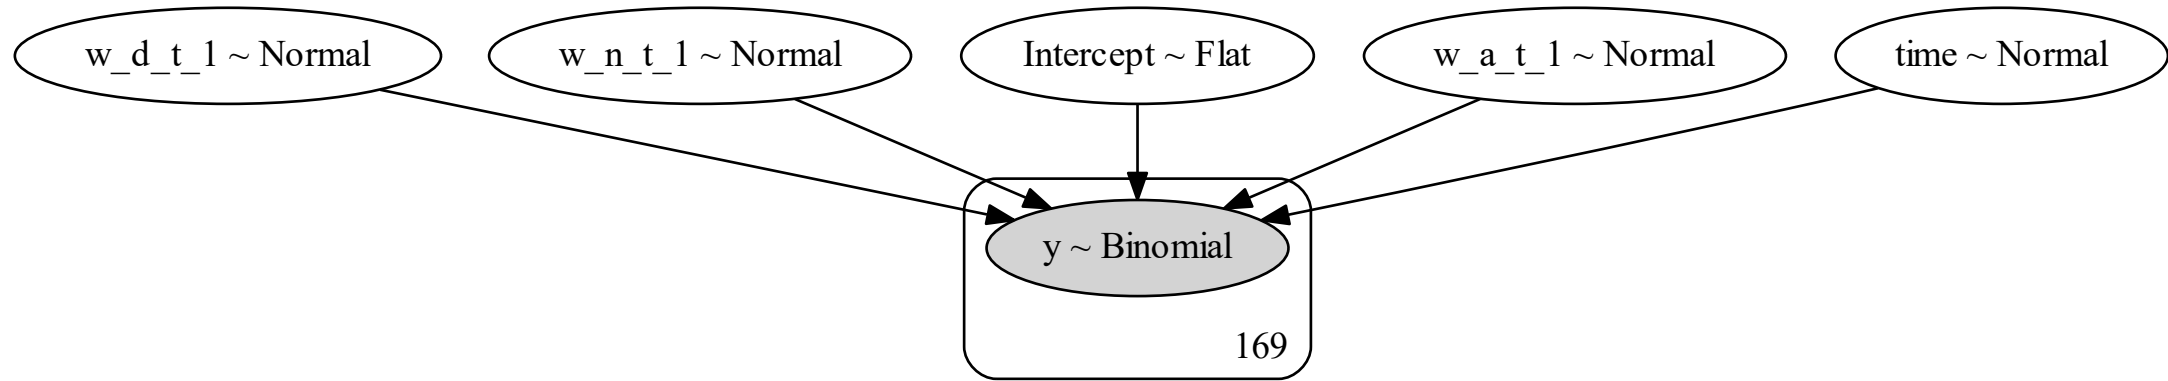 w_d_t_1 ~ Normal
w_n_t_1 ~ Normal
Intercept ~ Flat
w_a_t_1 ~ Normal
time ~ Normal
y ~ Binomial
169